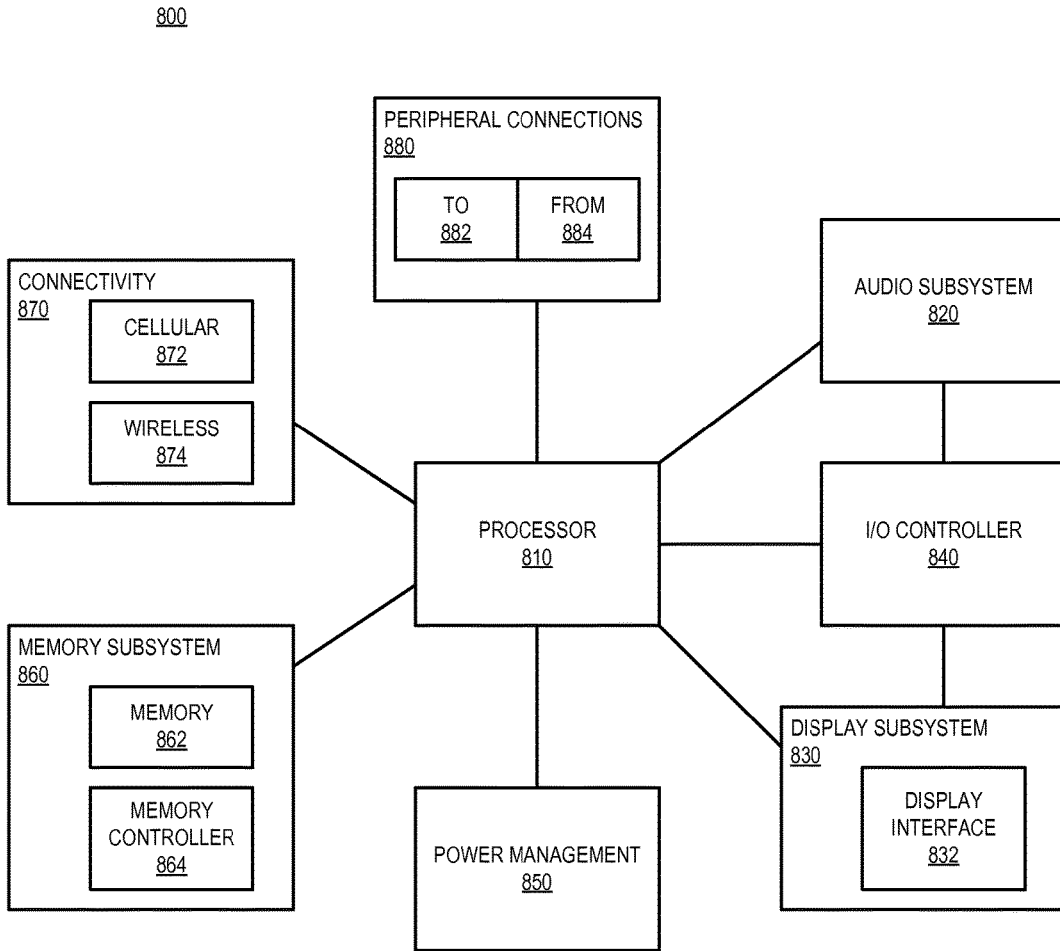 800
PERIPHERAL CONNECTIONS
880
TO
882
FROM
884
CONNECTIVITY
870
CELLULAR
872
WIRELESS
874
AUDIO SUBSYSTEM
820
PROCESSOR
810
I/O CONTROLLER
840
MEMORY SUBSYSTEM
860
MEMORY
862
MEMORY
CONTROLLER
864
POWER MANAGEMENT
850
DISPLAY SUBSYSTEM
830
DISPLAY
INTERFACE
832